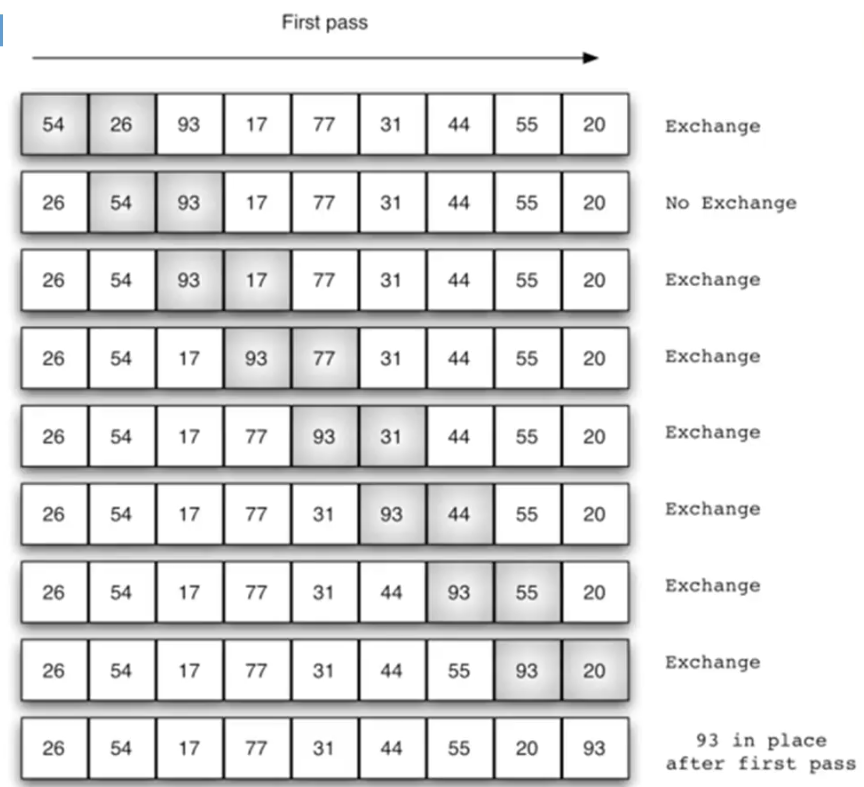 First pass
54 26 93 17 77 31 44 55 20 Exchange
26 54 93 17 77 31 44 55 20 No Exchange
26 54 93 17 77 31 44 55 20 Exchange
26 54 17 93 77 31 44 55 20 Exchange
26 54 17 77 93 31 44 55 20 Exchange
26 54 17 77 31 93 44 55 20 Exchange
26 54 17 77 31 44 93 55 20 Exchange
26 54 17 77 31 44 55 93 20 Exchange
26 54 17 77 31 44 55 20 93 93 in place
after first pass